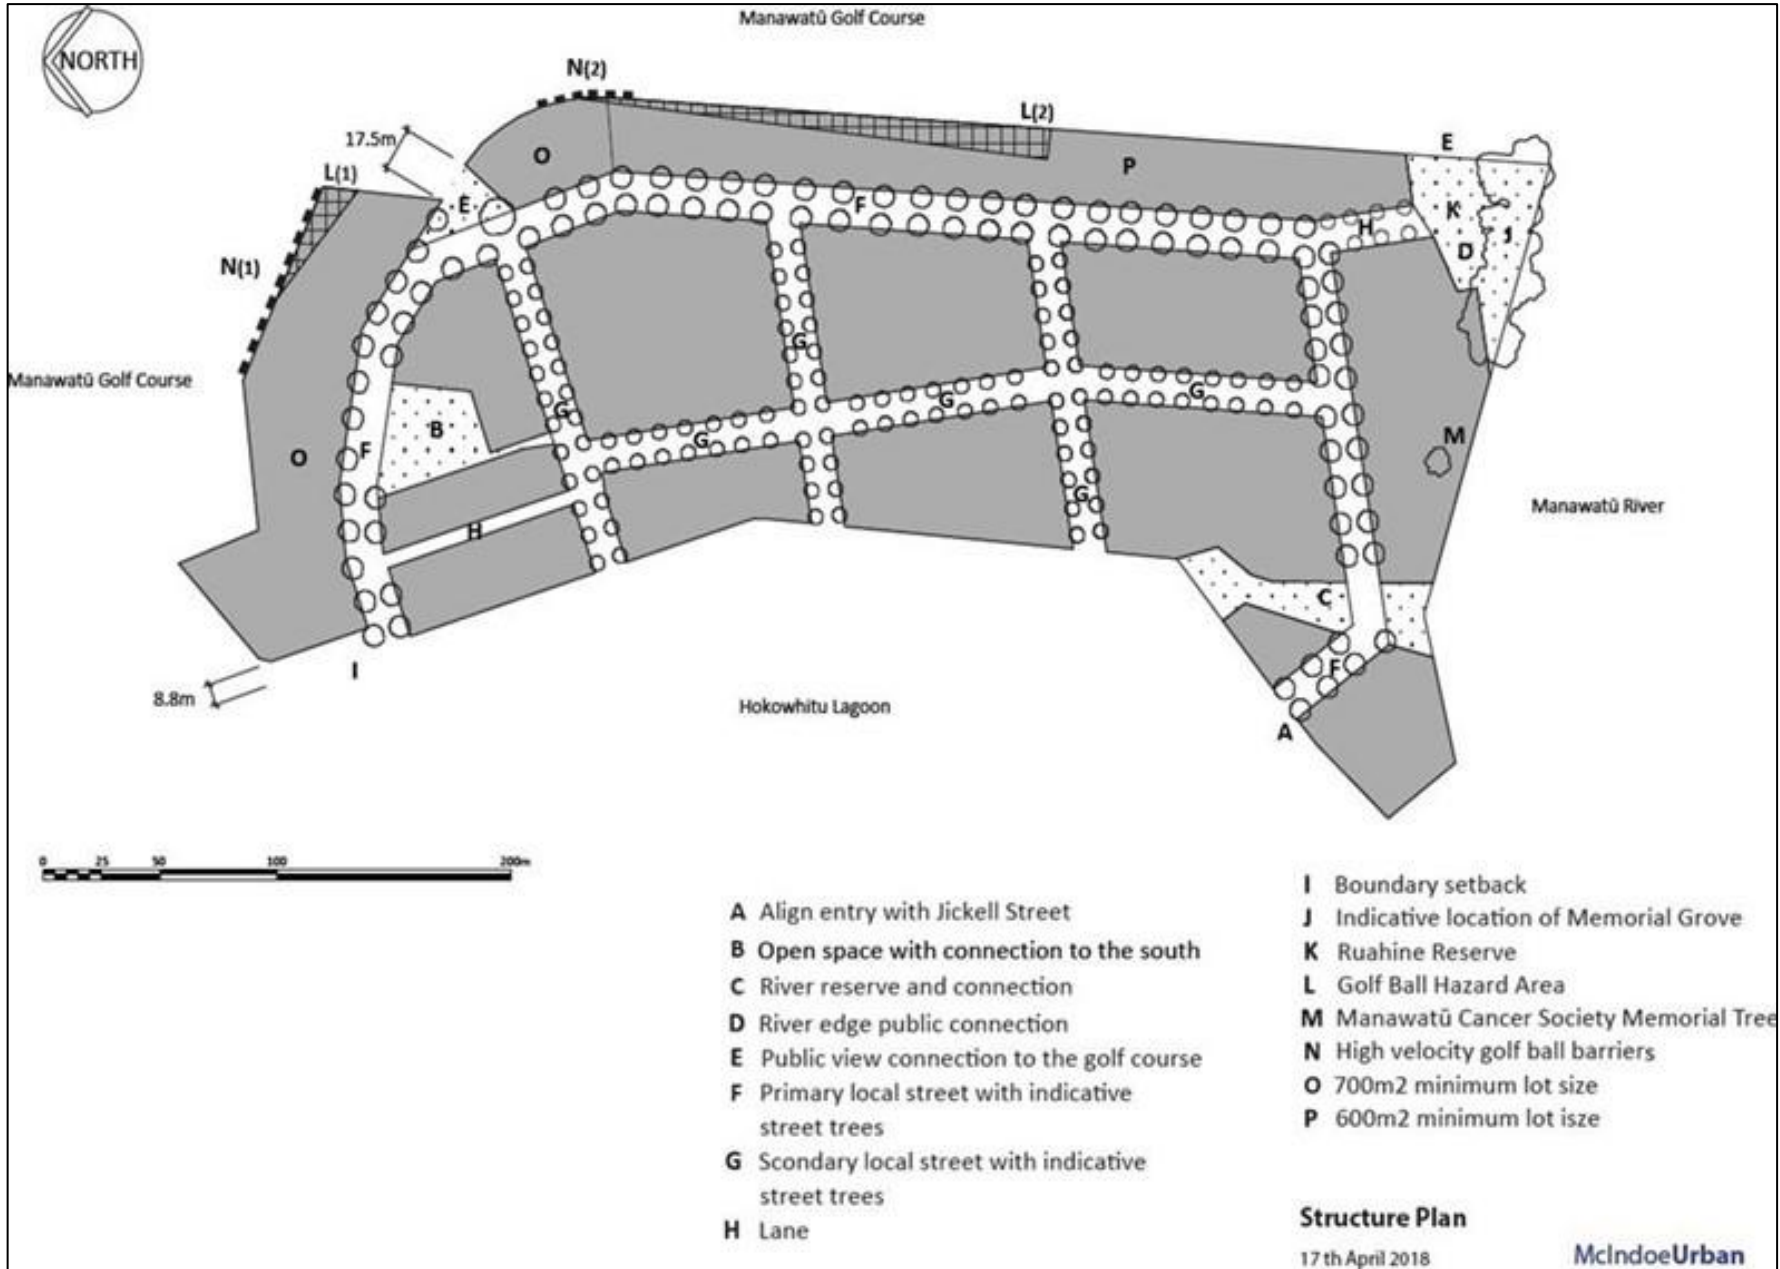 Manawatū Golf Course
NORTH
N(2)
L(2)
17.5m
E
L(1)
O
P
E
K
F
H
J
D
N(1)
G
Manawatū Golf Course
G
G
G
B
G
M
F
O
G
Manawatū River
H
C
I
F
8.8m
Hokowhitu Lagoon
A
0 25 50 100 200m
A Align entry with Jickell Street
B Open space with connection to the south
C River reserve and connection
D River edge public connection
E Public view connection to the golf course
F Primary local street with indicative
street trees
G Scondary local street with indicative
street trees
H Lane
I Boundary setback
J Indicative location of Memorial Grove
K Ruahine Reserve
L Golf Ball Hazard Area
M Manawatū Cancer Society Memorial Tree
N High velocity golf ball barriers
O 700m2 minimum lot size
P 600m2 minimum lot isze
Structure Plan
17 th April 2018
McIndoeUrban